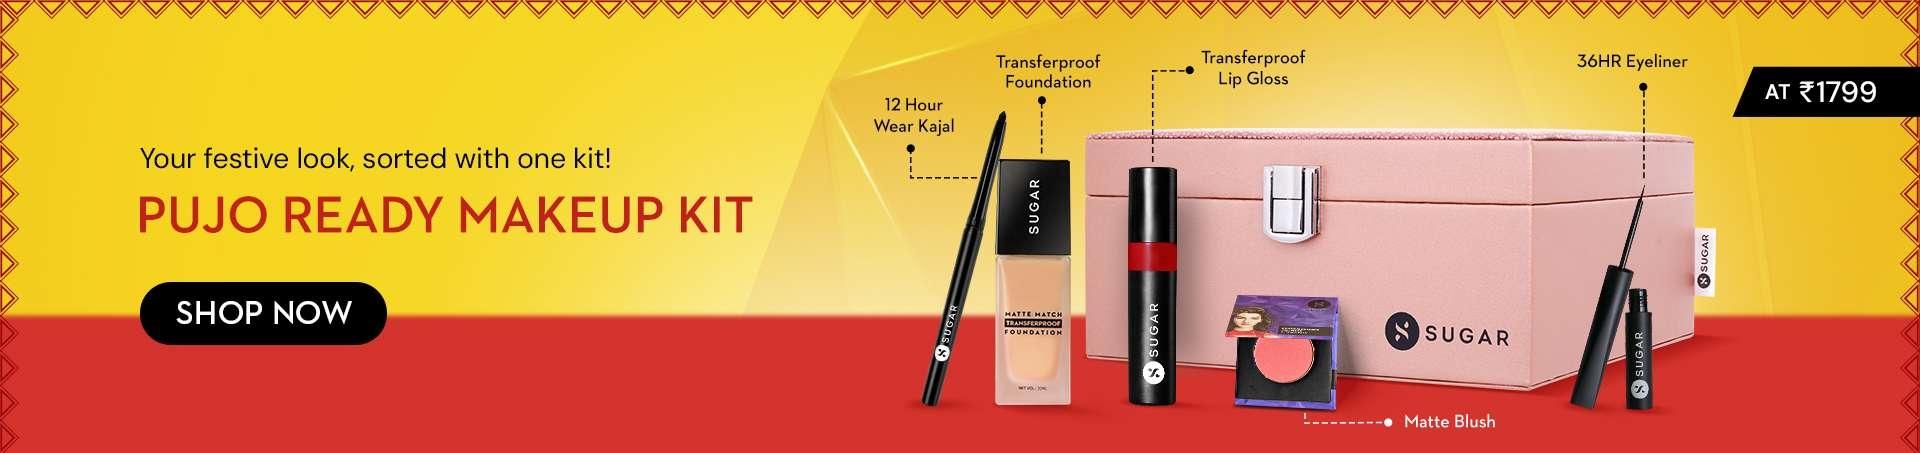 Your festive look, sorted with one kit!
PUJO READY MAKEUP KIT
SHOP NOW
12 Hour
Wear Kajal
Transferproof
Foundation
Transferproof
Lip Gloss
36HR Eyeliner
AT ₹1799
SUGAR
SUGAR
MATTE MATCH
TRANSFERPROOF
FOUNDATION
SUGAR
SUGAR
SUGAR
SUGAR
Matte Blush